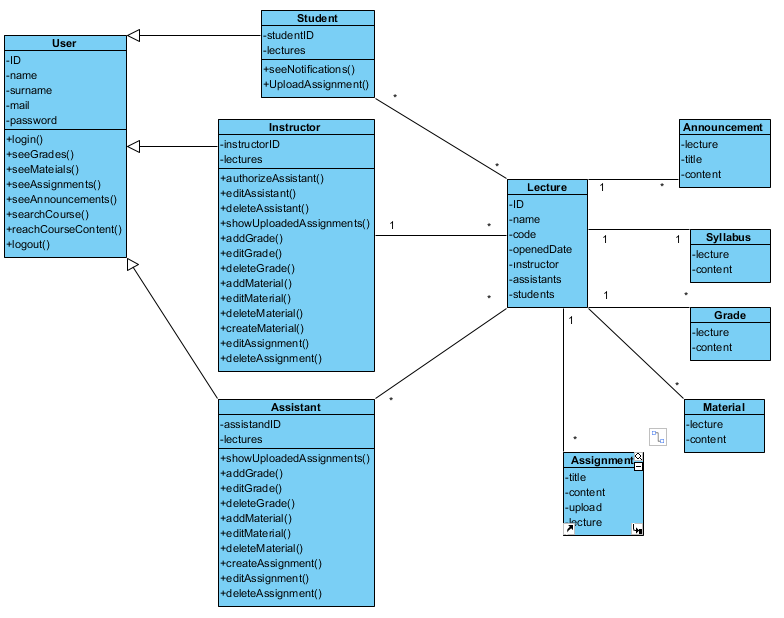 User
-ID
-name
-surname
-mail
-password
+login()
+seeGrades()
+seeMateials()
+seeAssignments()
+seeAnnouncements()
+searchCourse()
+reachCourseContent()
+logout()
Student
-studentID
-lectures
+seeNotifications()
+UploadAssignment()
*
*
Instructor
-instructorID
-lectures
+authorizeAssistant()
+editAssistant()
+deleteAssistant()
+showUploadedAssignments()
+addGrade()
+editGrade()
+deleteGrade()
+addMaterial()
+editMaterial()
+deleteMaterial()
+createMaterial()
+editAssignment()
+deleteAssignment()
1
*
Assistant
-assistandID
-lectures
+showUploadedAssignments()
+addGrade()
+editGrade()
+deleteGrade()
+addMaterial()
+editMaterial()
+deleteMaterial()
+createAssignment()
+editAssignment()
+deleteAssignment()
*
*
Lecture
-ID
-name
-code
-openedDate
-ınstructor
-assistants
-students
1
*
Announcement
-lecture
-title
-content
1
1
Syllabus
-lecture
-content
1
*
Grade
-lecture
-content
*
Material
-lecture
-content
1
*
Assignment
-title
-content
-upload
-lecture